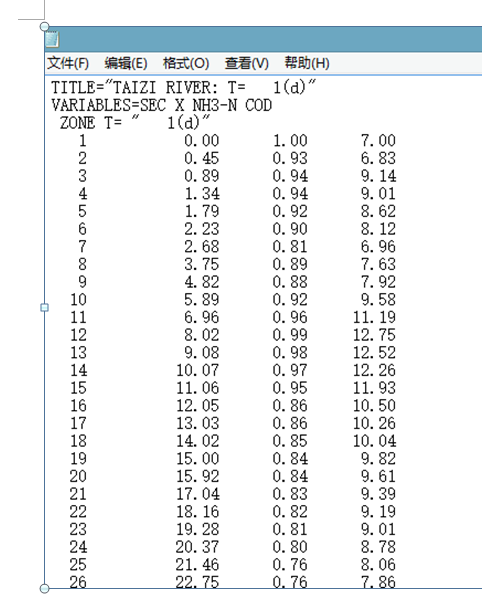 文件(F) 编辑(E) 格式(O) 查看(V) 帮助(H)
TITLE="TAIZI RIVER: T= 1(d)"
VARIABLES=SEC X NH3-N COD
ZONE T= " 1(d)"
1 0.00 1.00 7.00
2 0.45 0.93 6.83
3 0.89 0.94 9.14
4 1.34 0.94 9.01
5 1.79 0.92 8.62
6 2.23 0.90 8.12
7 2.68 0.81 6.96
8 3.75 0.89 7.63
9 4.82 0.88 7.92
10 5.89 0.92 9.58
11 6.96 0.96 11.19
12 8.02 0.99 12.75
13 9.08 0.98 12.52
14 10.07 0.97 12.26
15 11.06 0.95 11.93
16 12.05 0.86 10.50
17 13.03 0.86 10.26
18 14.02 0.85 10.04
19 15.00 0.84 9.82
20 15.92 0.84 9.61
21 17.04 0.83 9.39
22 18.16 0.82 9.19
23 19.28 0.81 9.01
24 20.37 0.80 8.78
25 21.46 0.76 8.06
26 22.75 0.76 7.86